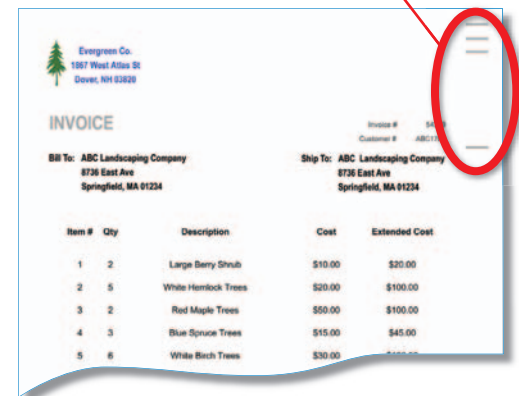 Evergreen Co.
1867 West Atlas St
Dover, NH 03820
INVOICE
Invoice #
Customer #
Bill To: ABC Landscaping Company
8736 East Ave
Springfield, MA 01234
Ship To: ABC Landscaping Company
8736 East Ave
Springfield, MA 01234
Item # Qty Description Cost Extended Cost
1 2 Large Berry Shrub $10.00 $20.00
2 5 White Hemlock Trees $20.00 $100.00
3 2 Red Maple Trees $50.00 $100.00
4 3 Blue Spruce Trees $15.00 $45.00
5 6 White Birch Trees $30.00